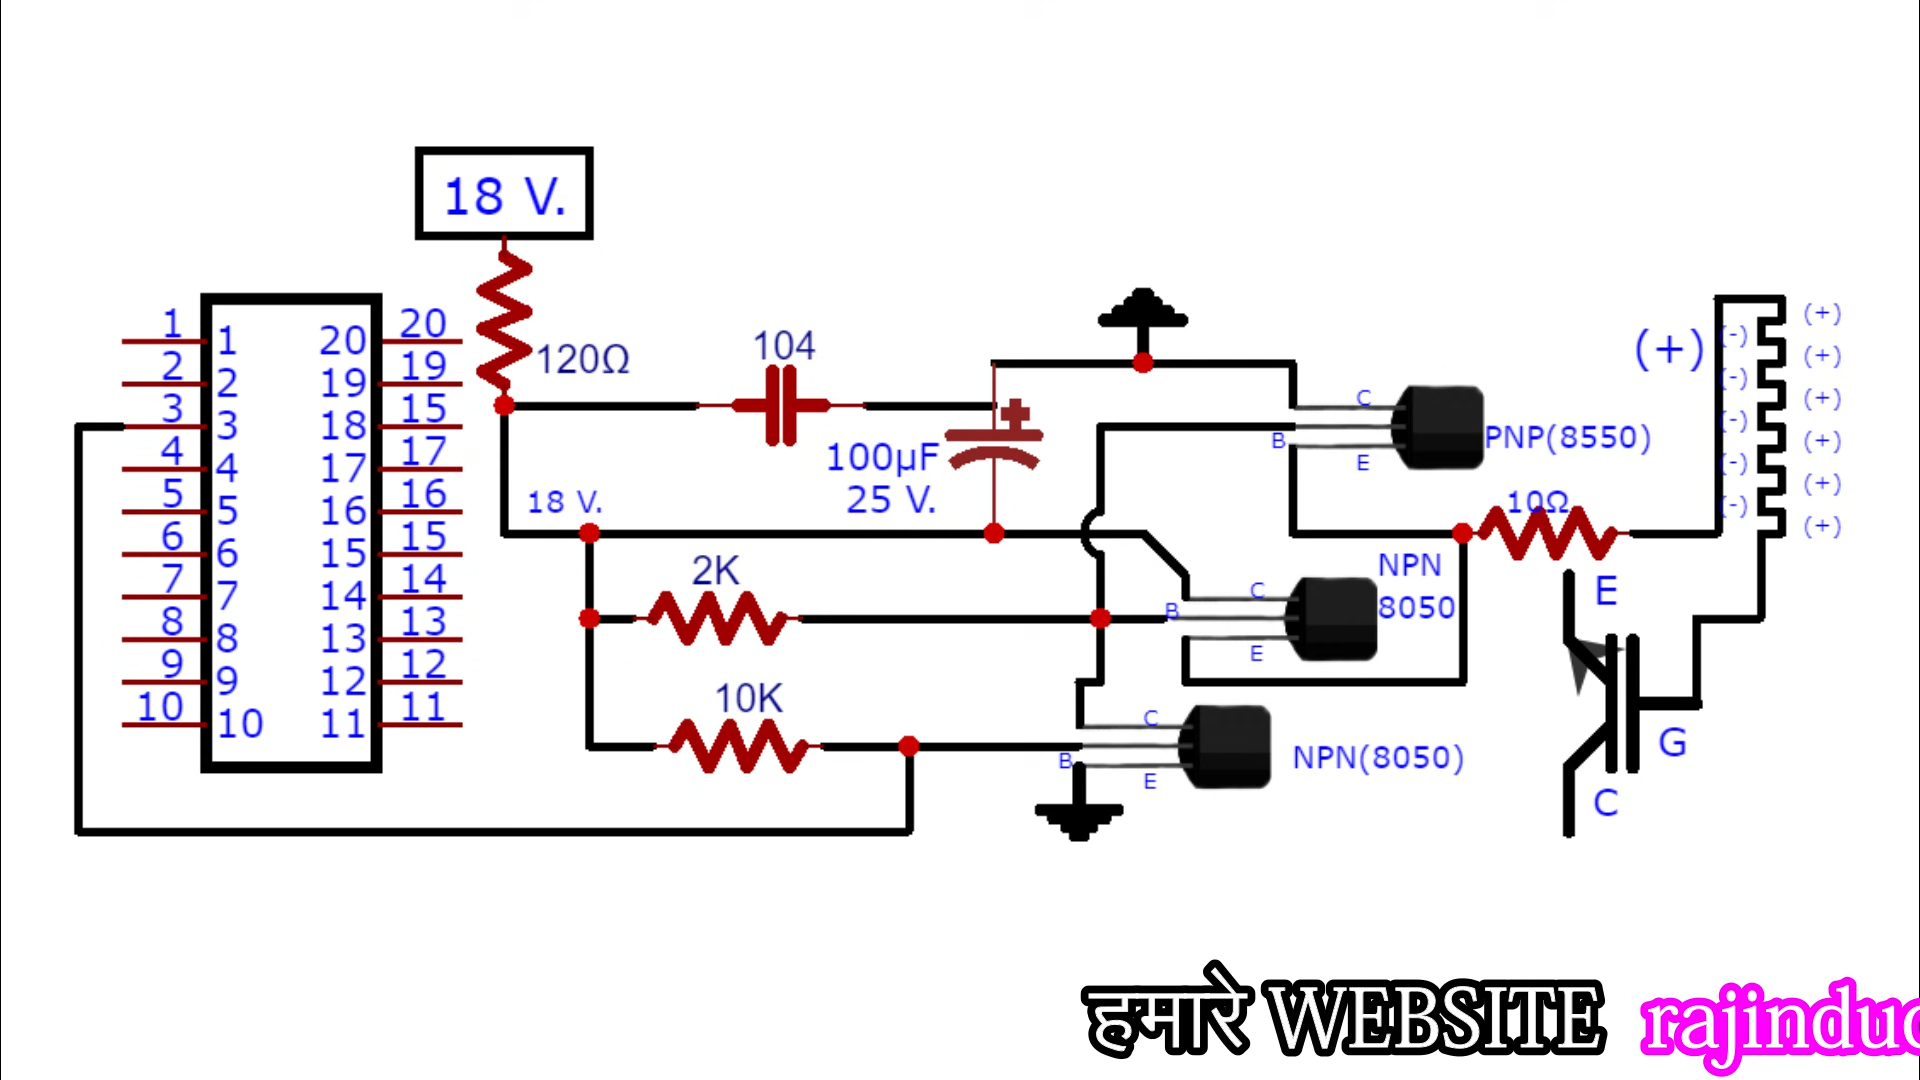 18 V.
120Ω
104
100µF
25 V.
18 V.
2K
10K
1 1 20 20
2 2 19 19
3 3 18 15
4 4 17 17
5 5 16 16
6 6 15 15
7 7 14 14
8 8 13 13
9 9 12 12
10 10 11 11
C
B
E
PNP(8550)
C
B
E
NPN
8050
C
B
E
NPN(8050)
10Ω
(+)
(-)
(-)
(-)
(-)
(-)
(+)
(+)
(+)
(+)
(+)
(+)
E
G
C
हमारे WEBSITE rajinduc